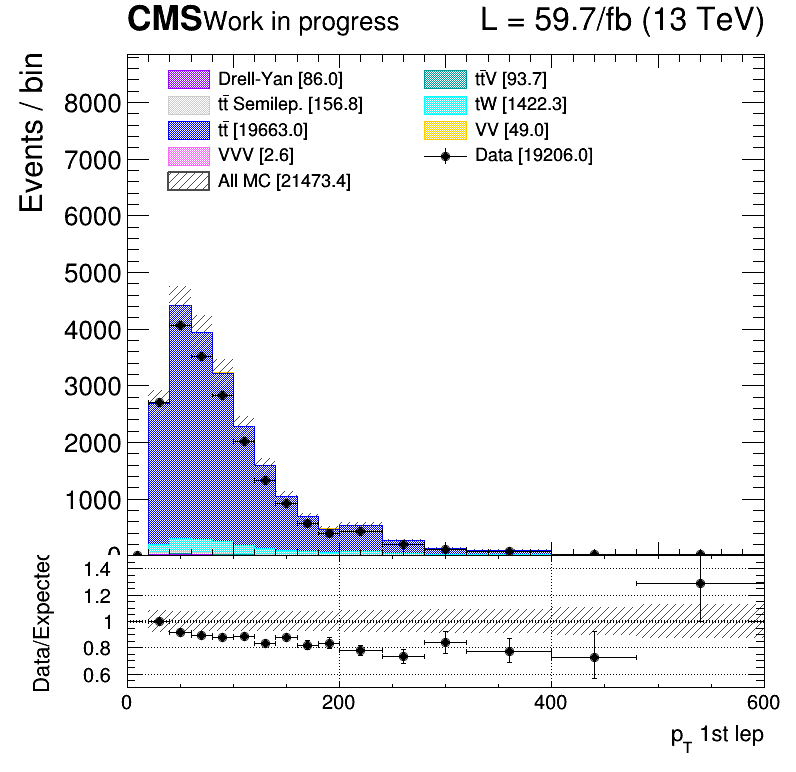 CMS Work in progress L = 59.7/fb (13 TeV)
Events / bin
Drell-Yan [86.0] tt̄V [93.7]
tt̄ Semilep. [156.8] tW [1422.3]
tt̄ [19663.0] VV [49.0]
VVV [2.6] Data [19206.0]
All MC [21473.4]
8000
7000
6000
5000
4000
3000
2000
1000
0
Data/Expected
1.4
1.2
1
0.8
0.6
0 200 400 600
p_T 1st lep